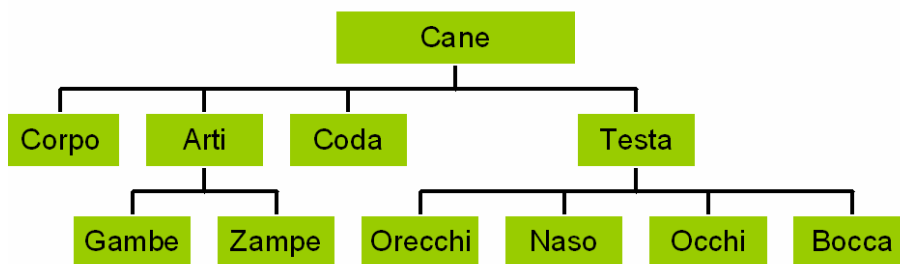 Cane
Corpo Arti Coda Testa
Gambe Zampe Orecchi Naso Occhi Bocca